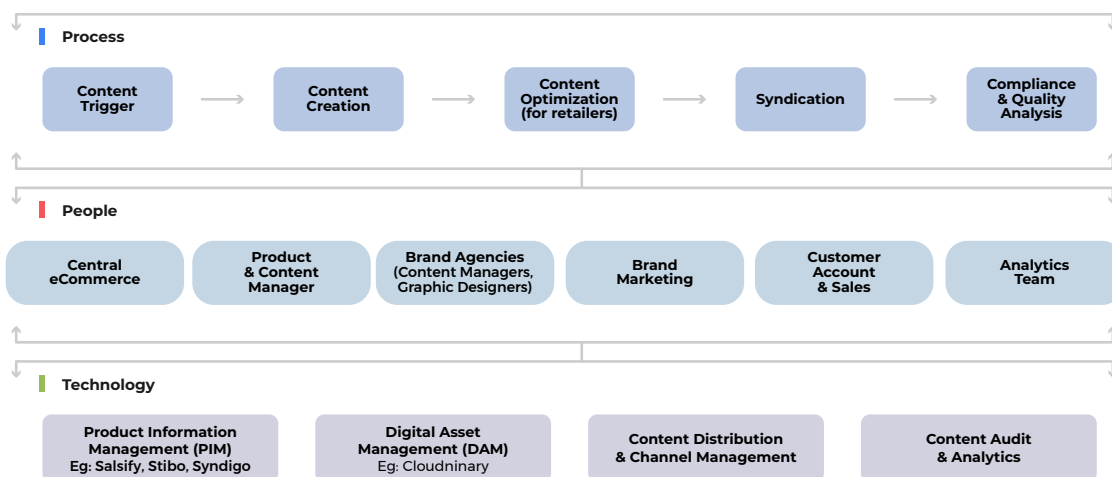 Process
Content
Trigger
Content
Creation
Content
Optimization
(for retailers)
Syndication
Compliance
& Quality
Analysis
People
Central
eCommerce
Product
& Content
Manager
Brand Agencies
(Content Managers,
Graphic Designers)
Brand
Marketing
Customer
Account
& Sales
Analytics
Team
Technology
Product Information
Management (PIM)
Eg: Salsify, Stibo, Syndigo
Digital Asset
Management (DAM)
Eg: Cloudninary
Content Distribution
& Channel Management
Content Audit
& Analytics